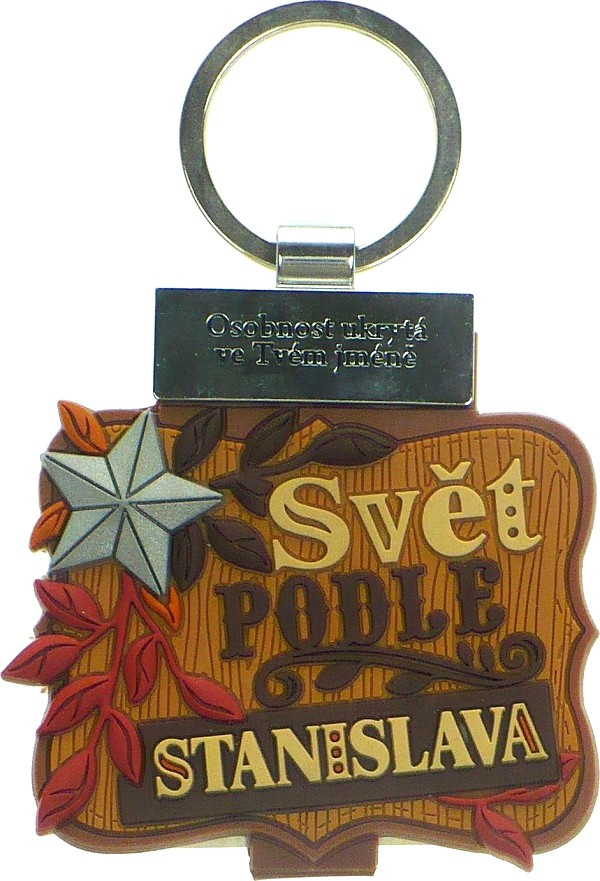 Osobnost ukrytá
ve Tvém jméně
Svět
PODLE
STANISLAVA